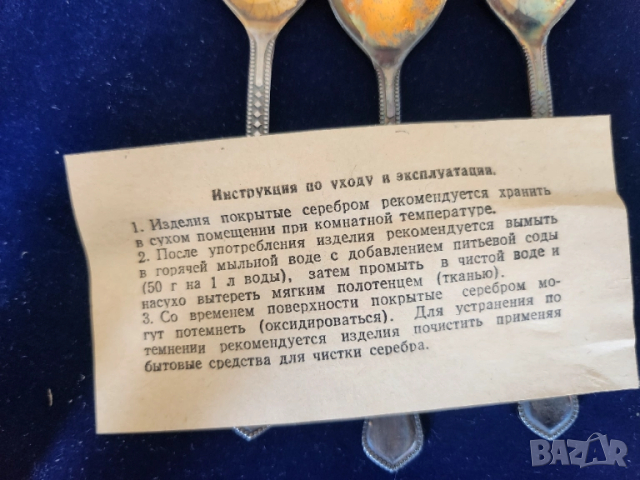 Инструкция по уходу и эксплуатации.
1. Изделия покрытые серебром рекомендуется хранить
в сухом помещении при комнатной температуре.
2. После употребления изделия рекомендуется вымыть
в горячей мыльной воде с добавлением питьевой соды
(50 г на 1 л воды), затем промыть в чистой воде и
насухо вытереть мягким полотенцем (тканью).
3. Со временем поверхности покрытые серебром мо-
гут потемнеть (оксидироваться). Для устранения по
темнении рекомендуется изделия почистить применяя
бытовые средства для чистки серебра.
BAZAR